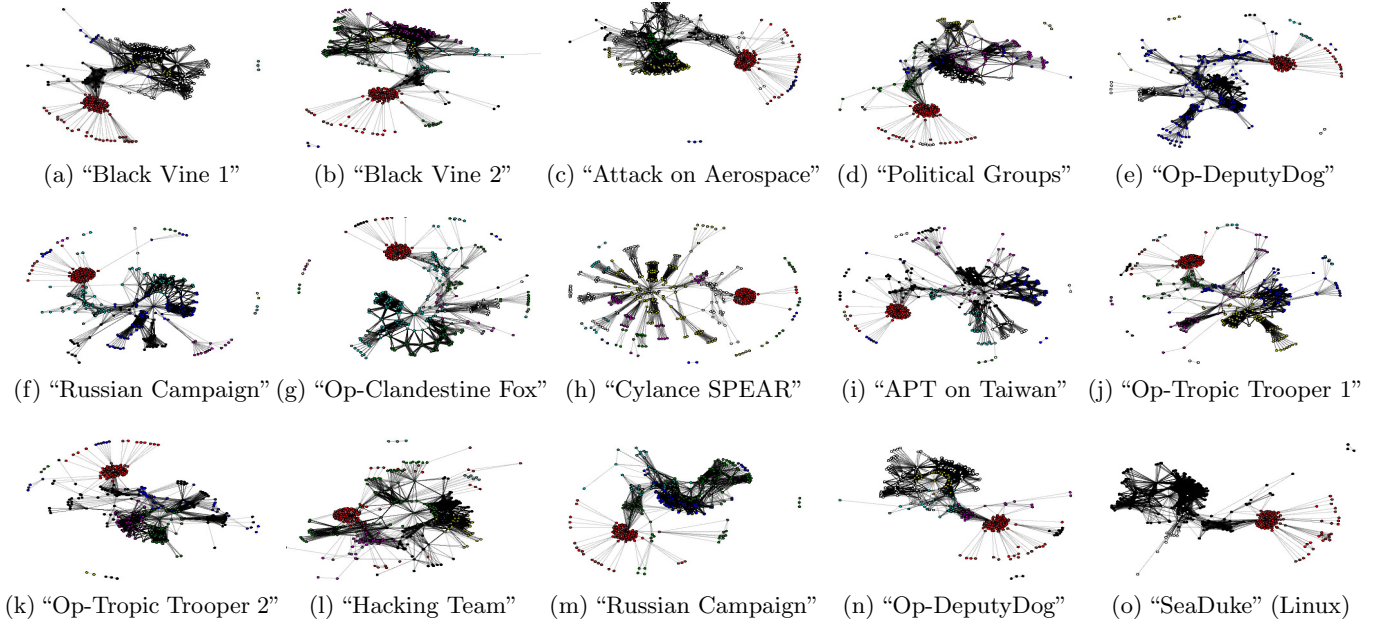 (a) “Black Vine 1” (b) “Black Vine 2” (c) “Attack on Aerospace” (d) “Political Groups” (e) “Op-DeputyDog”
(f) “Russian Campaign” (g) “Op-Clandestine Fox” (h) “Cylance SPEAR” (i) “APT on Taiwan” (j) “Op-Tropic Trooper 1”
(k) “Op-Tropic Trooper 2” (l) “Hacking Team” (m) “Russian Campaign” (n) “Op-DeputyDog” (o) “SeaDuke” (Linux)